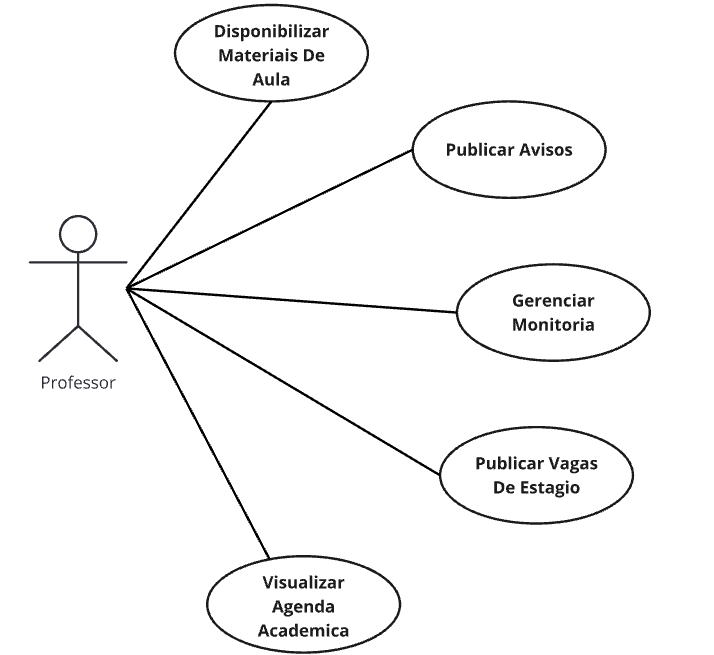 Disponibilizar
Materiais De
Aula
Publicar Avisos
Gerenciar
Monitoria
Professor
Publicar Vagas
De Estagio
Visualizar
Agenda
Academica